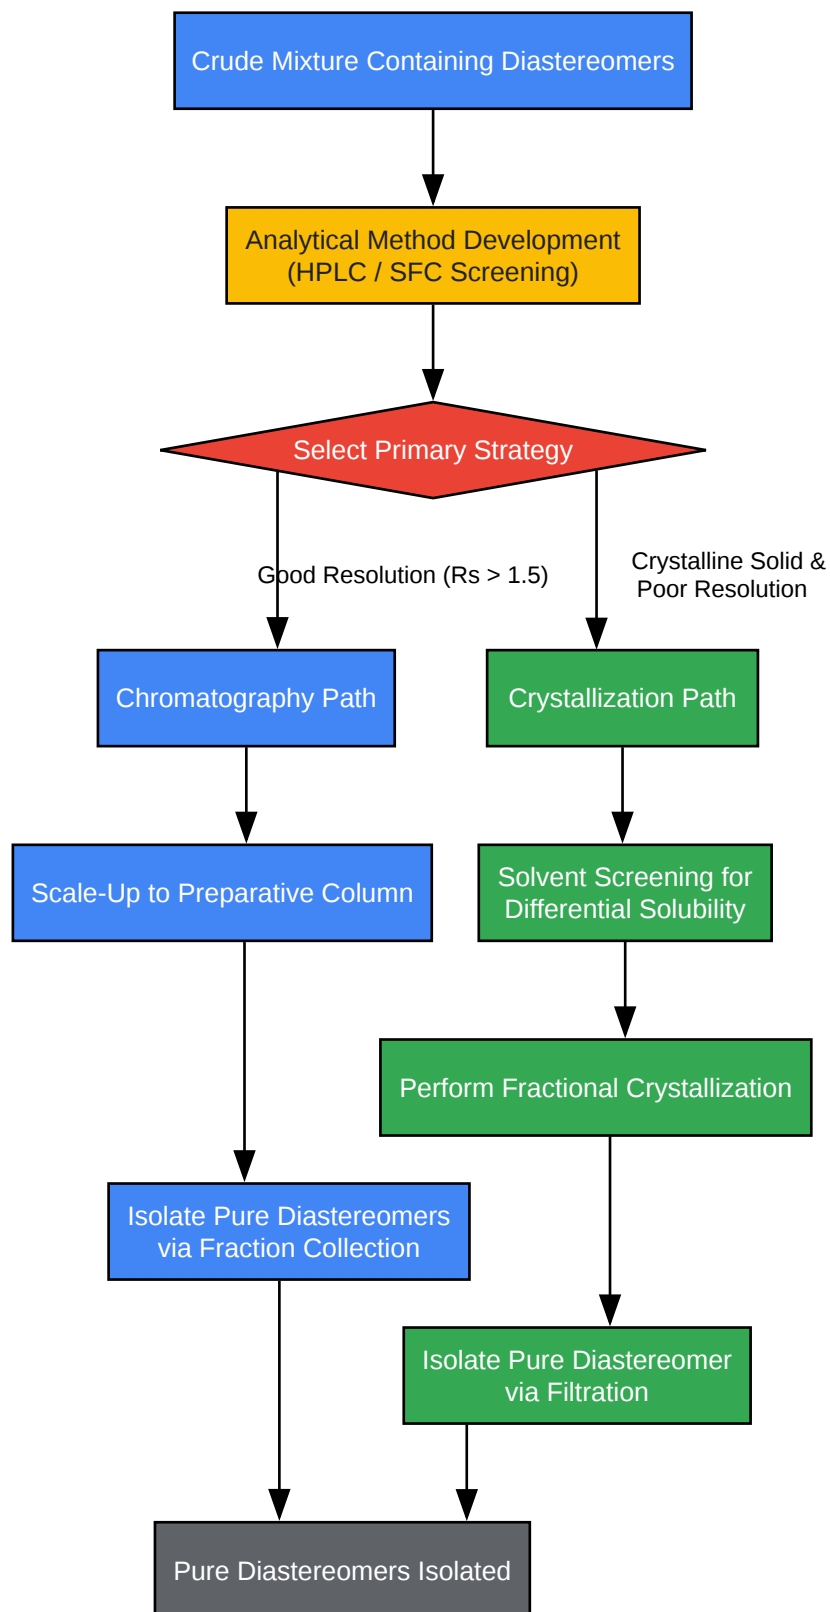 Crude Mixture Containing Diastereomers
Analytical Method Development
(HPLC / SFC Screening)
Select Primary Strategy
Good Resolution (Rs > 1.5)
Crystalline Solid &
Poor Resolution
Chromatography Path
Crystallization Path
Scale-Up to Preparative Column
Solvent Screening for
Differential Solubility
Perform Fractional Crystallization
Isolate Pure Diastereomers
via Fraction Collection
Isolate Pure Diastereomer
via Filtration
Pure Diastereomers Isolated